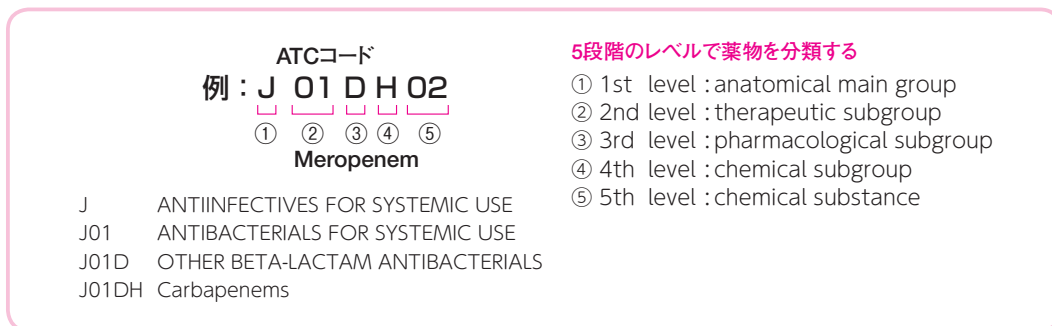 ATCコード
例：J 01 D H 02
① ② ③ ④ ⑤
Meropenem
J ANTIINFECTIVES FOR SYSTEMIC USE
J01 ANTIBACTERIALS FOR SYSTEMIC USE
J01D OTHER BETA-LACTAM ANTIBACTERIALS
J01DH Carbapenems
5段階のレベルで薬物を分類する
① 1st level：anatomical main group
② 2nd level：therapeutic subgroup
③ 3rd level：pharmacological subgroup
④ 4th level：chemical subgroup
⑤ 5th level：chemical substance